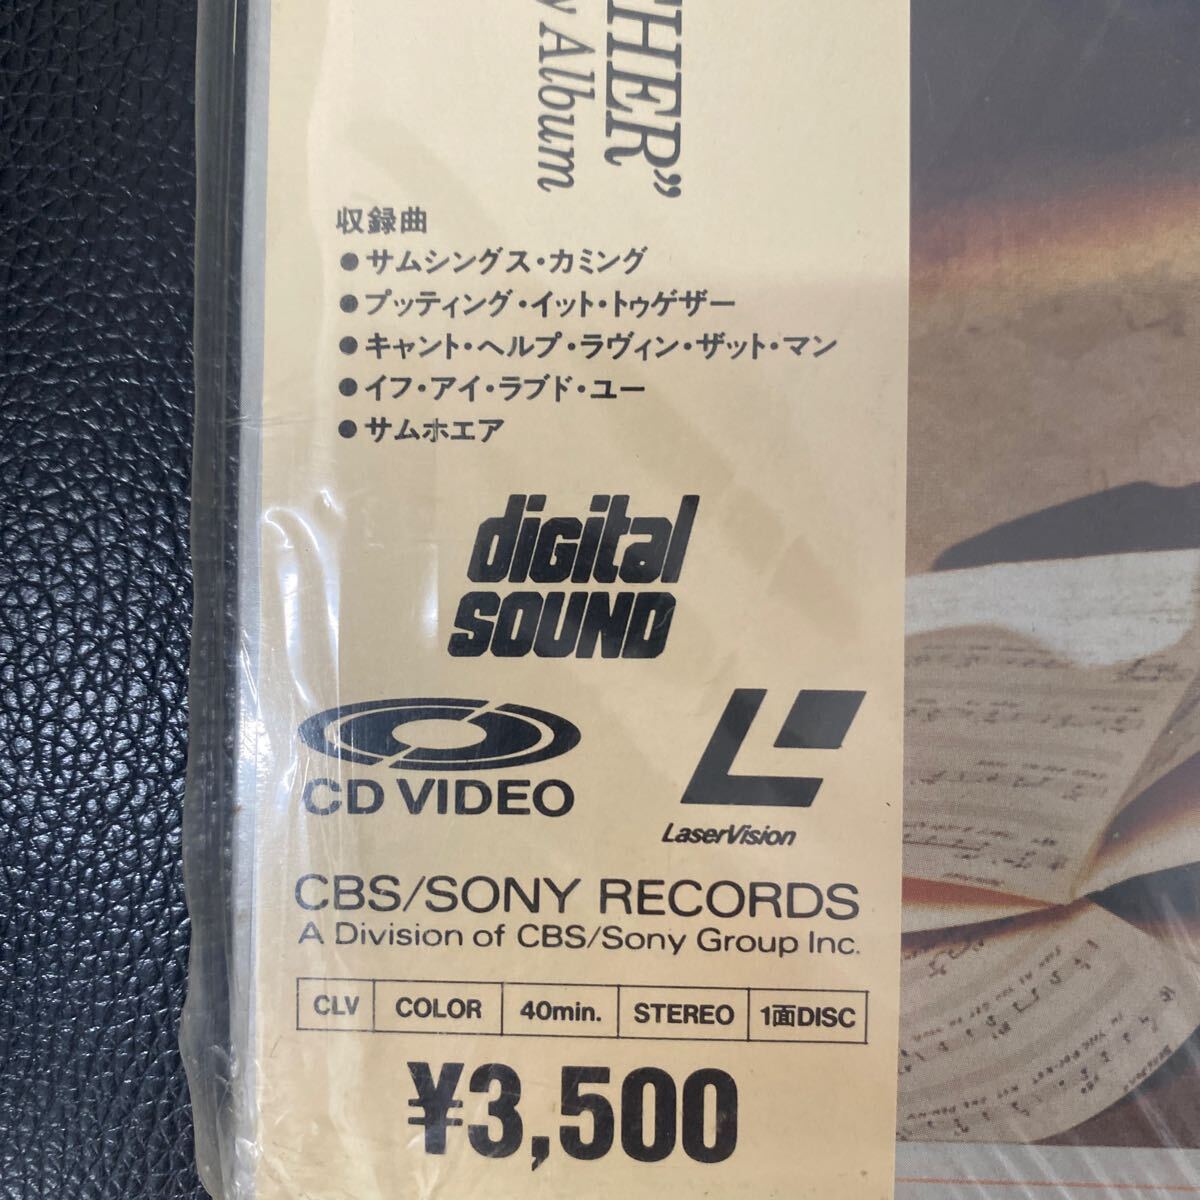 THER”
y Album
収録曲
●サムシングス・カミング
●プッティング・イット・トゥゲザー
●キャント・ヘルプ・ラヴィン・ザット・マン
●イフ・アイ・ラブド・ユー
●サムホエア
digital
SOUND
CD VIDEO
LaserVision
CBS/SONY RECORDS
A Division of CBS/Sony Group Inc.
CLV COLOR 40min. STEREO 1面DISC
¥3,500